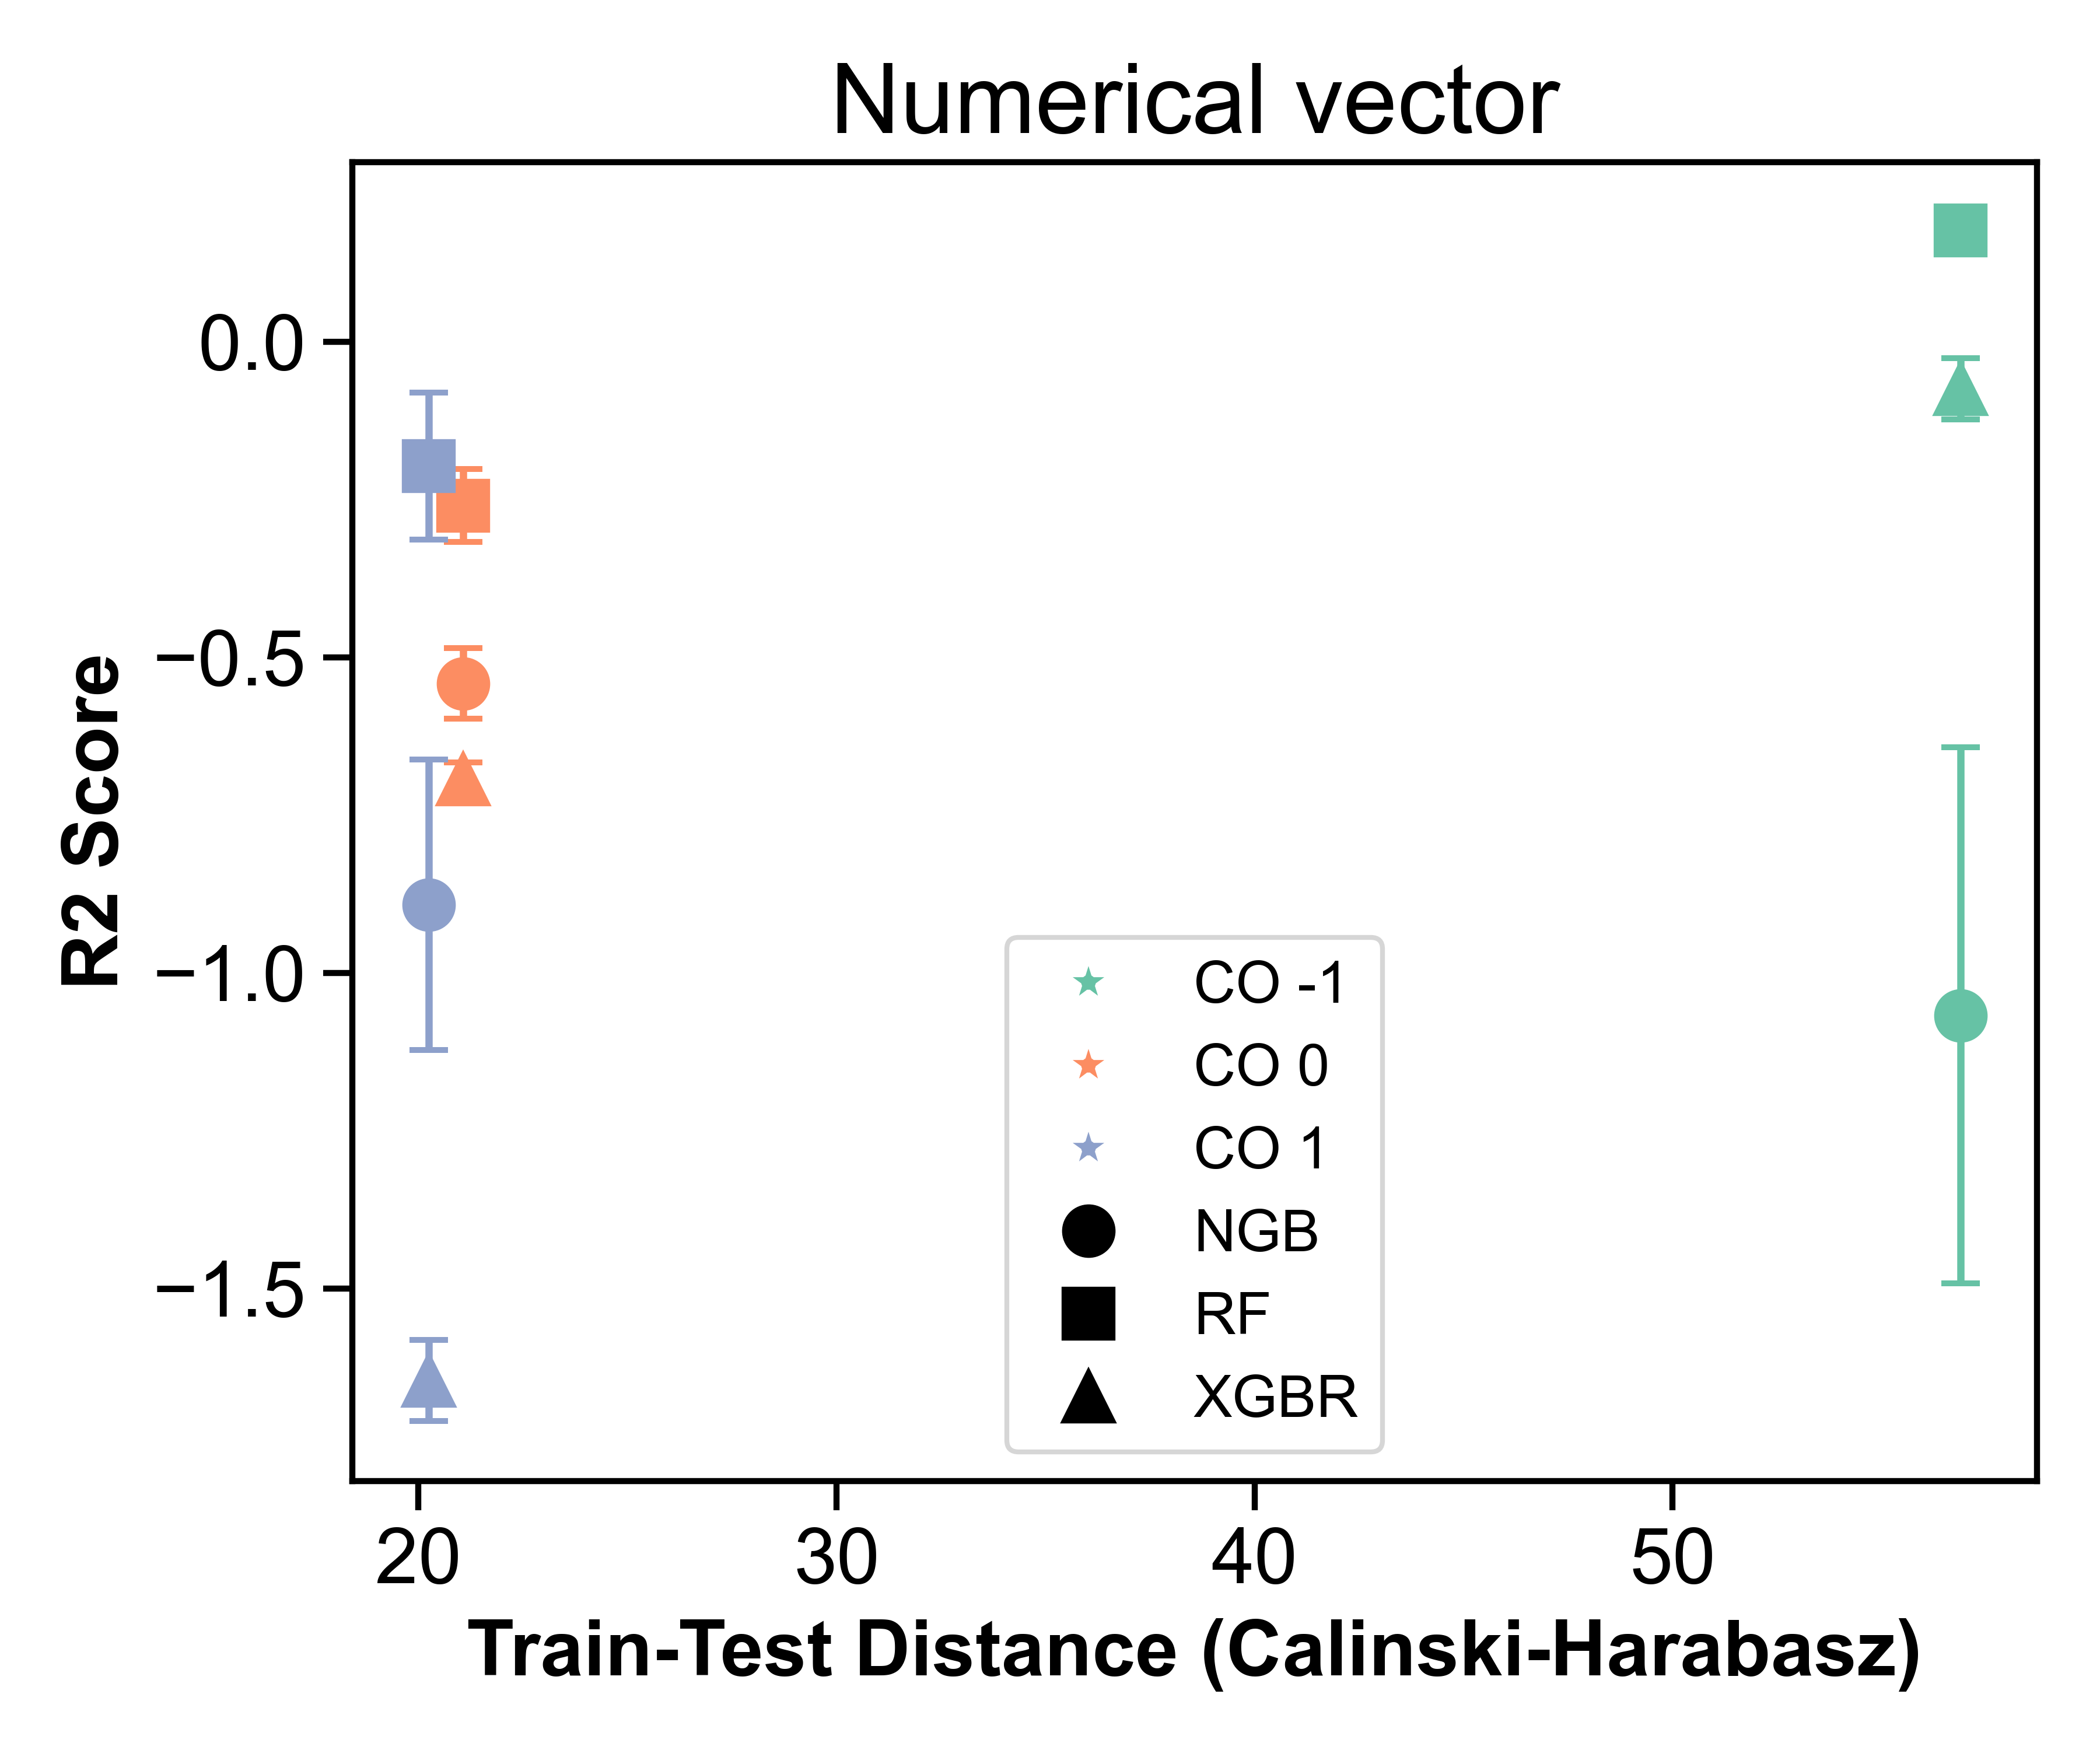 Numerical vector
0.0
−0.5
−1.0
−1.5
R2 Score
CO -1
CO 0
CO 1
NGB
RF
XGBR
20 30 40 50
Train-Test Distance (Calinski-Harabasz)